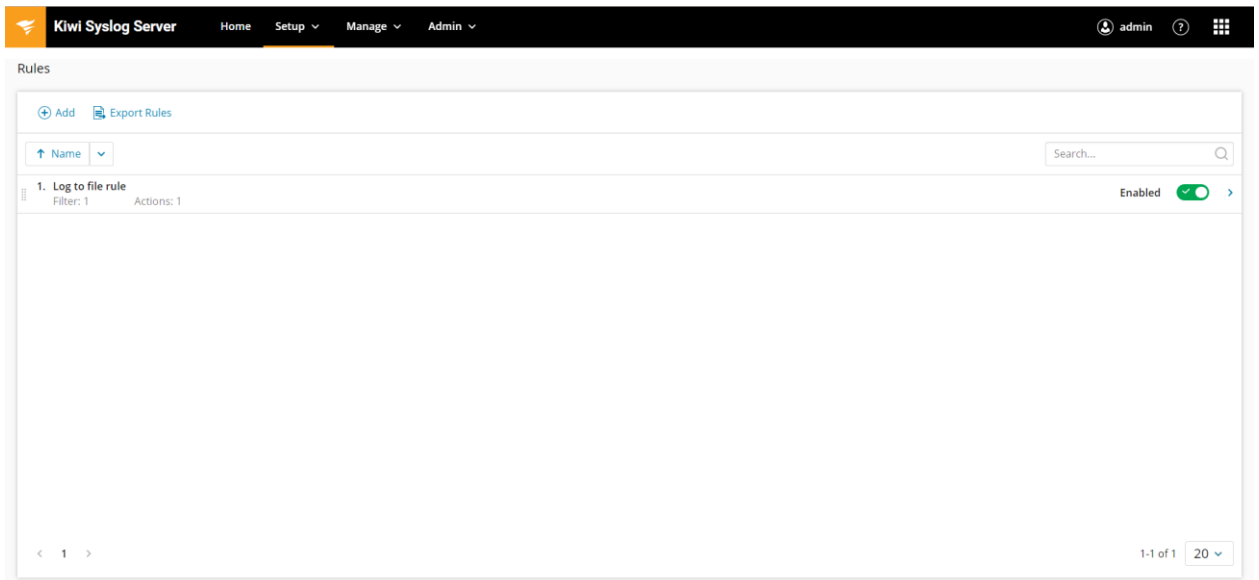 Kiwi Syslog Server Home Setup Manage Admin admin ?
Rules
Add Export Rules
Name Search...
1. Log to file rule Enabled
Filter: 1 Actions: 1
1 1-1 of 1 20